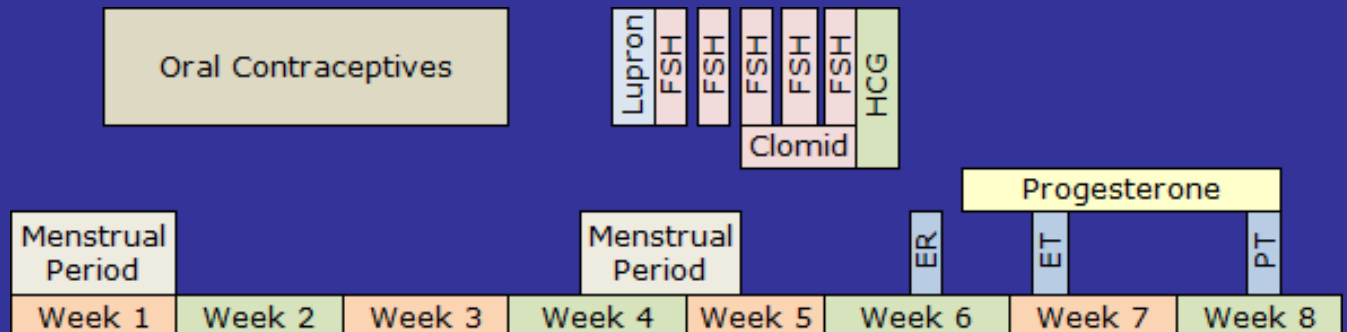 Oral Contraceptives
Lupron
FSH
FSH
FSH
FSH
FSH
HCG
Clomid
Progesterone
Menstrual
Period
Menstrual
Period
ER
ET
PT
Week 1
Week 2
Week 3
Week 4
Week 5
Week 6
Week 7
Week 8